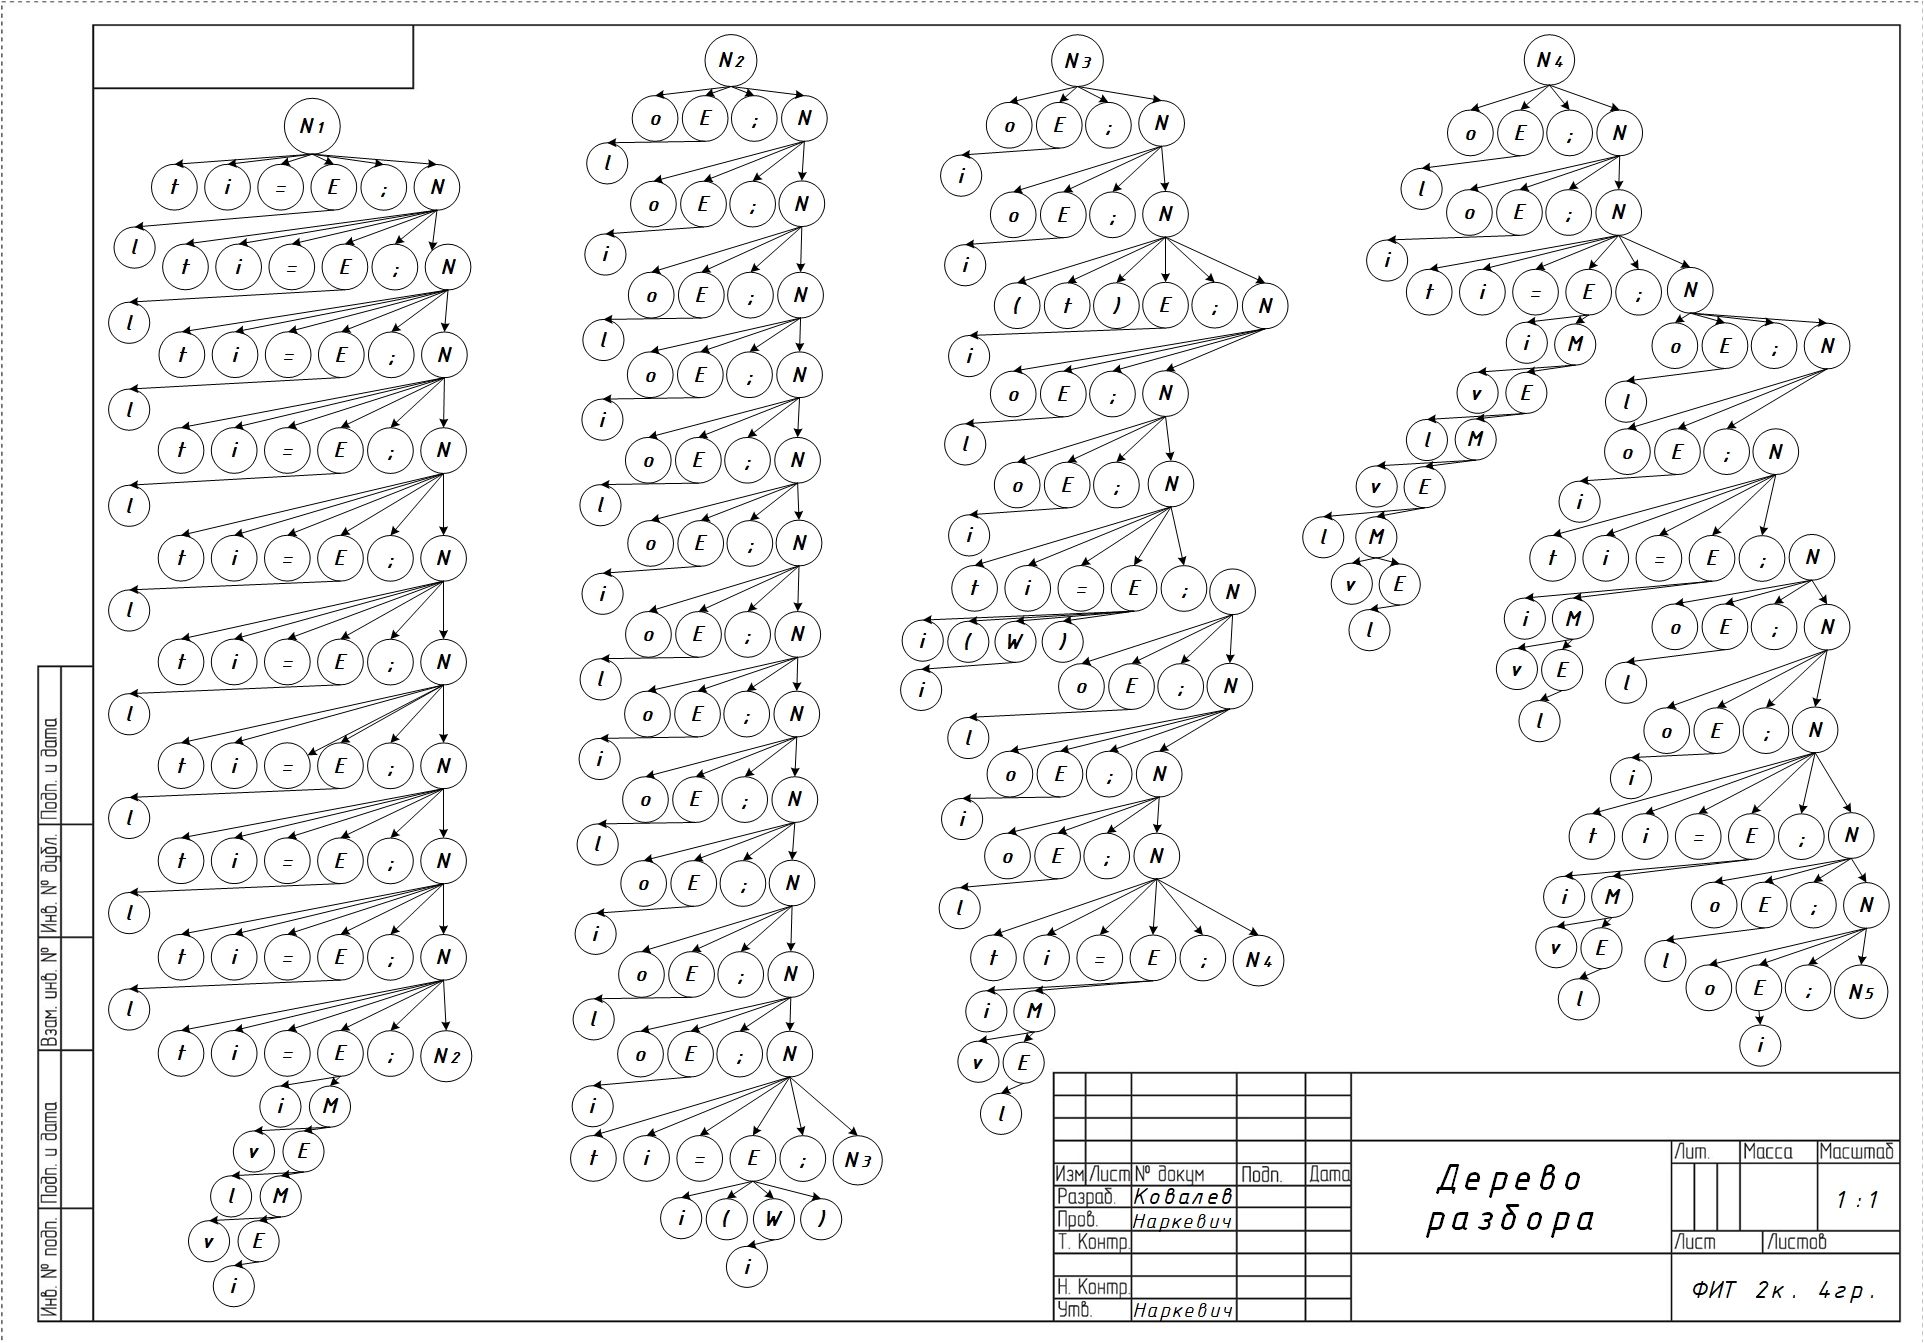 N1
t i = E ; N
l
t i = E ; N
l
t i = E ; N
l
t i = E ; N
l
t i = E ; N
l
t i = E ; N
l
t i = E ; N
l
t i = E ; N
l
t i = E ; N
l
t i = E ; N2
i M
v E
l M
v E
i
N2
o E ; N
l
o E ; N
i
o E ; N
l
o E ; N
i
o E ; N
l
o E ; N
i
o E ; N
l
o E ; N
i
o E ; N
l
o E ; N
i
o E ; N
l
o E ; N
i
t i = E ; N3
i ( W )
i
N3
o E ; N
i
o E ; N
i
( t ) E ; N
i
o E ; N
l
o E ; N
i
t i = E ; N
i ( W )
i
o E ; N
l
o E ; N
i
o E ; N
l
t i = E ; N4
i M
v E
l
N4
o E ; N
l
o E ; N
i
t i = E ; N
i M
v E
l M
v E
l M
v E
l
o E ; N
l
o E ; N
i
t i = E ; N
i M
v E
l
o E ; N
l
o E ; N
i
t i = E ; N
i M
v E
l
o E ; N
l
o E ; N5
i
Подп. и дата
Инв. № дубл.
Взам. инв. №
Подп. и дата
Инв. № подп.
Изм Лист № докум Подп. Дата
Разраб. Ковалев
Пров. Наркевич
Т. Контр.
Н. Контр.
Утв. Наркевич
Дерево
разбора
Лит. Масса Масштаб
1:1
Лист Листов
ФИТ 2к. 4гр.